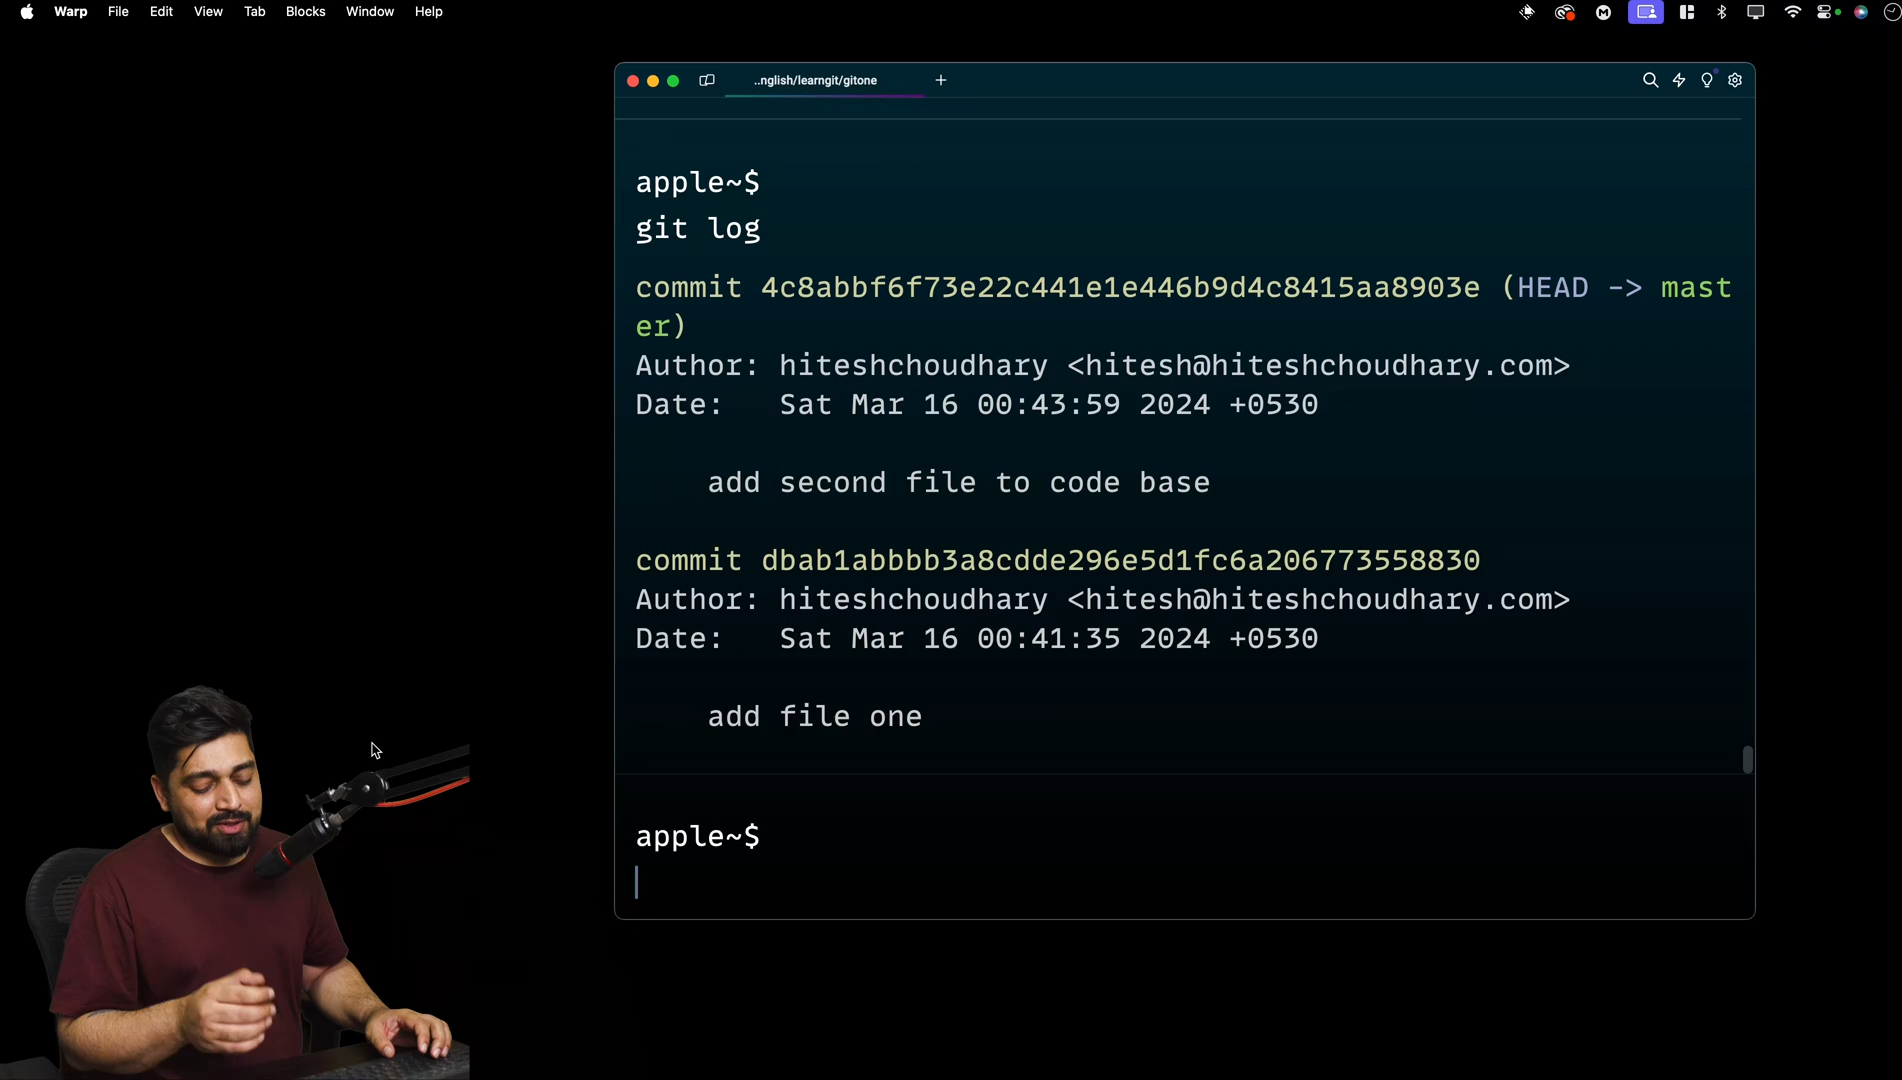 Warp File Edit View Tab Blocks Window Help
..nglish/learngit/gitone
apple~$
git log
commit 4c8abbf6f73e22c441e1e446b9d4c8415aa8903e (HEAD -> mast
er)
Author: hiteshchoudhary <hitesh@hiteshchoudhary.com>
Date:   Sat Mar 16 00:43:59 2024 +0530
add second file to code base
commit dbab1abbbb3a8cdde296e5d1fc6a206773558830
Author: hiteshchoudhary <hitesh@hiteshchoudhary.com>
Date:   Sat Mar 16 00:41:35 2024 +0530
add file one
apple~$